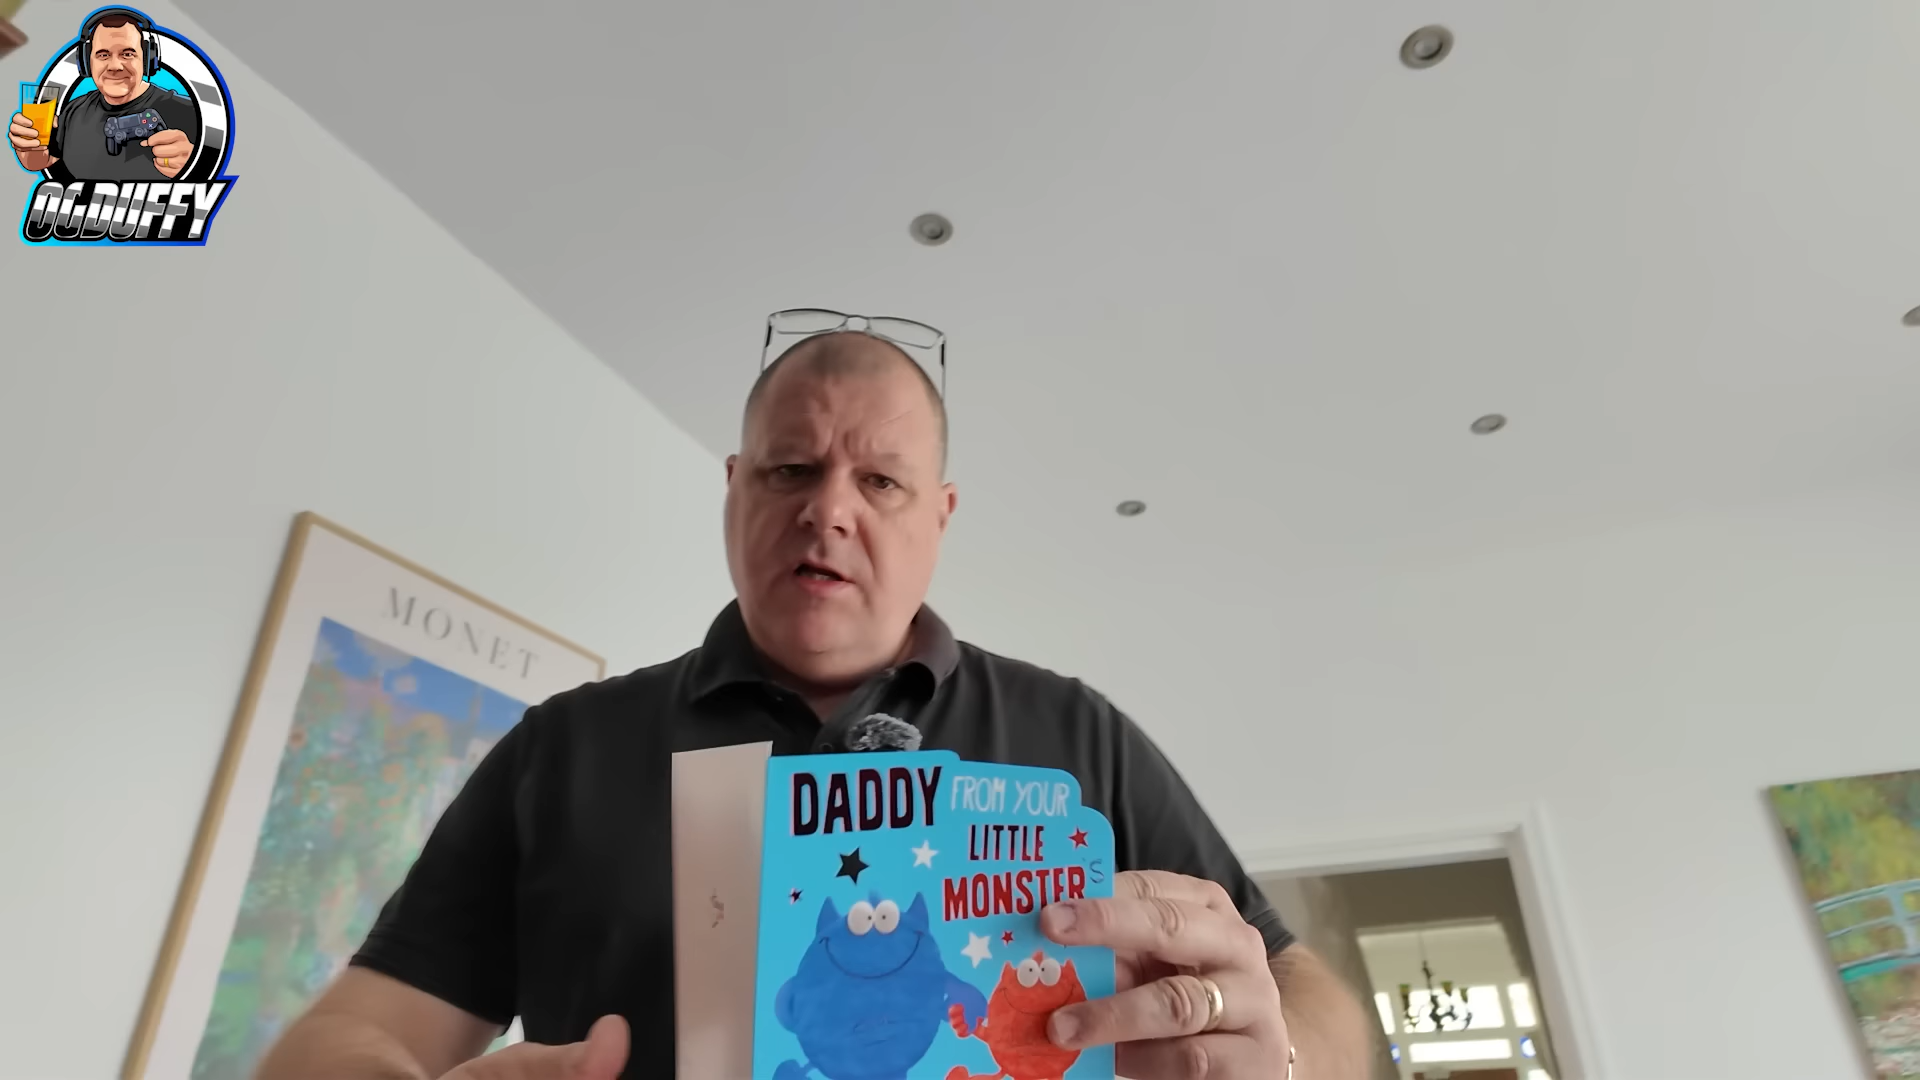 OGDUFFY
MONET
DADDY FROM YOUR
LITTLE
MONSTER'S